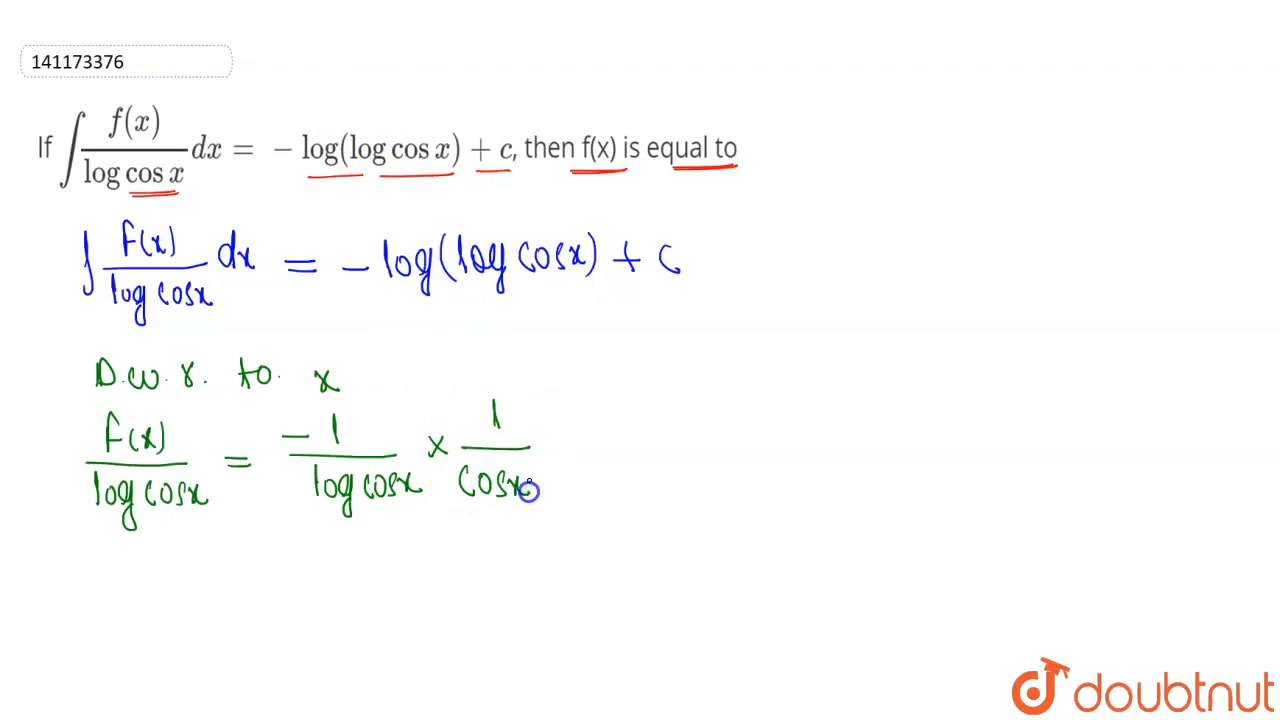 141173376
If ∫ f(x)/(log cos x) dx = − log(log cos x) + c, then f(x) is equal to
∫ f(x)/(log cosx) dx = − log(log cosx) + c
D.w.r. to. x
f(x)/(log cosx) = −1/(log cosx) × 1/(cosx)
doubtnut